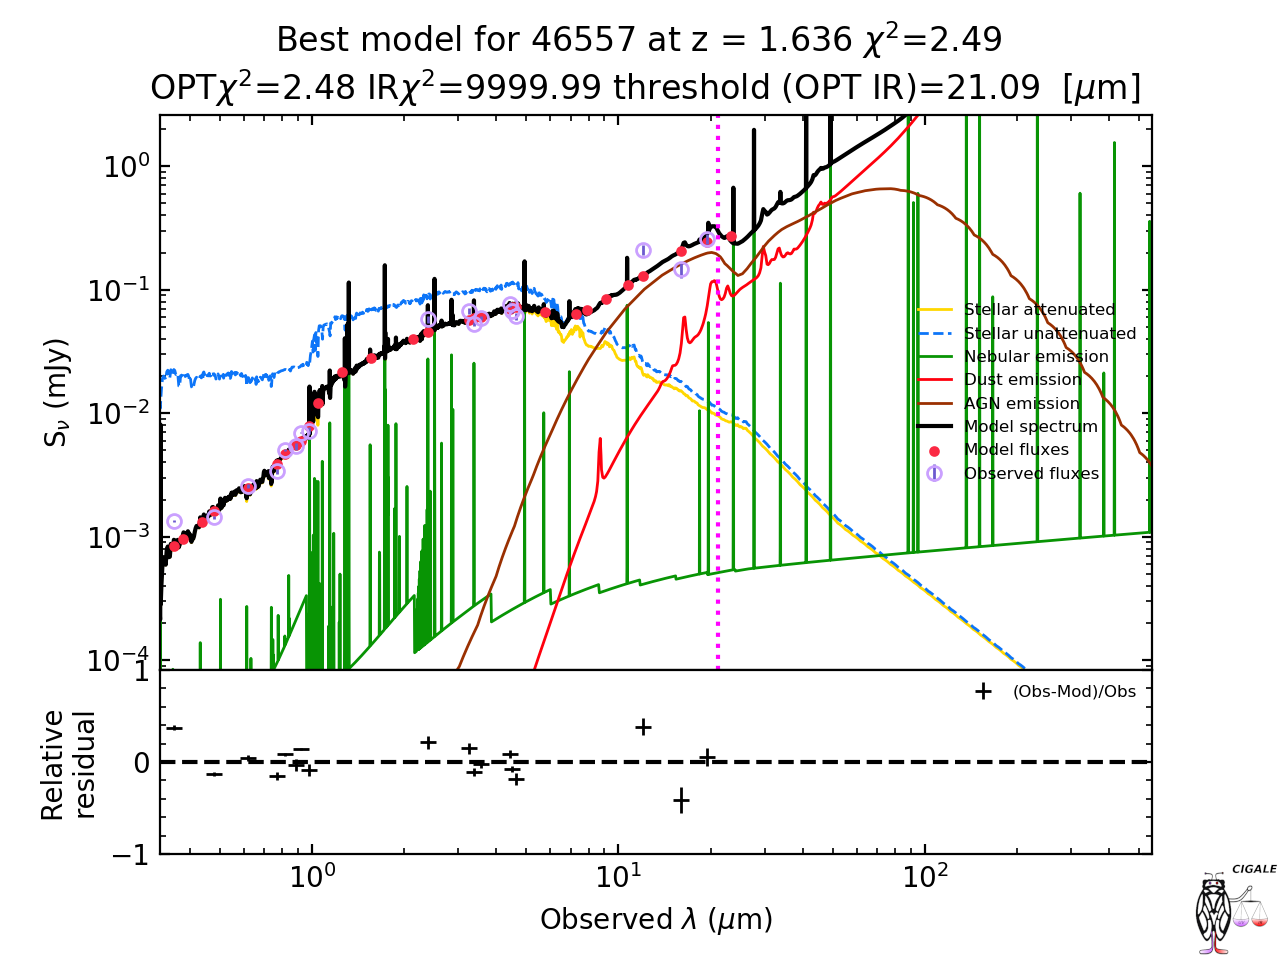 Best model for 46557 at z = 1.636 χ²=2.49
OPTχ²=2.48 IRχ²=9999.99 threshold (OPT IR)=21.09 [μm]
10⁰
10⁻¹
10⁻²
10⁻³
10⁻⁴
S_ν (mJy)
Stellar attenuated
Stellar unattenuated
Nebular emission
Dust emission
AGN emission
Model spectrum
Model fluxes
Observed fluxes
1
0
−1
Relative
residual
(Obs-Mod)/Obs
10⁰
10¹
10²
Observed λ (μm)
CIGALE